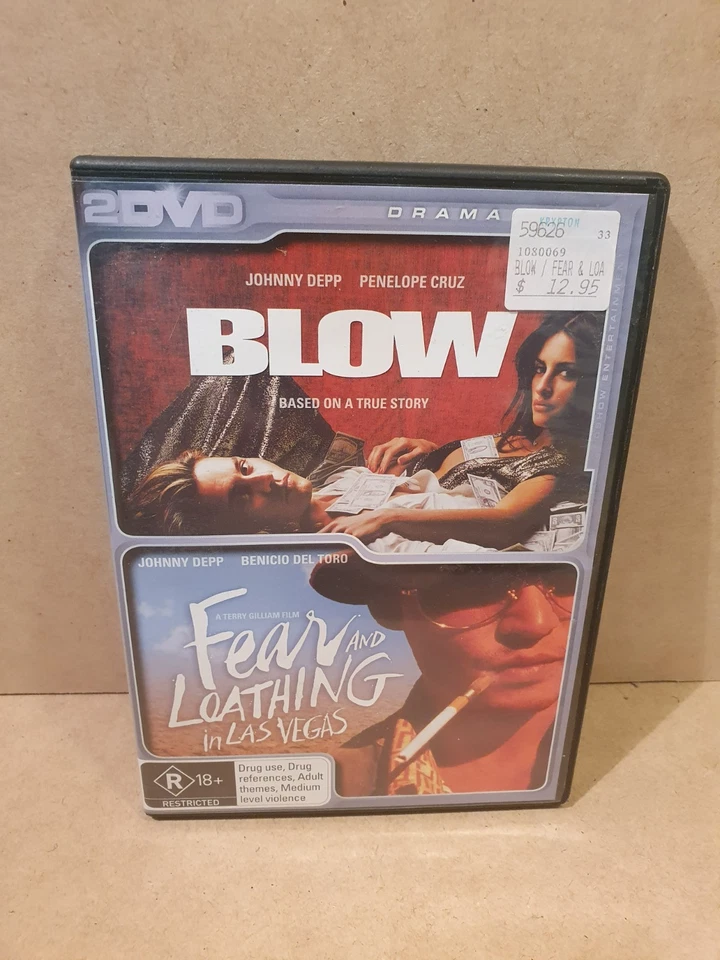 2DVD
DRAMA
KRYPTON
59626 33
1080069
BLOW / FEAR & LOA
$ 12.95
JOHNNY DEPP PENELOPE CRUZ
BLOW
BASED ON A TRUE STORY
JOHNNY DEPP BENICIO DEL TORO
A TERRY GILLIAM FILM
Fear AND
LOATHING
in LAS VEGAS
R 18+
RESTRICTED
Drug use, Drug
references, Adult
themes, Medium
level violence
ENTERTAINMENT